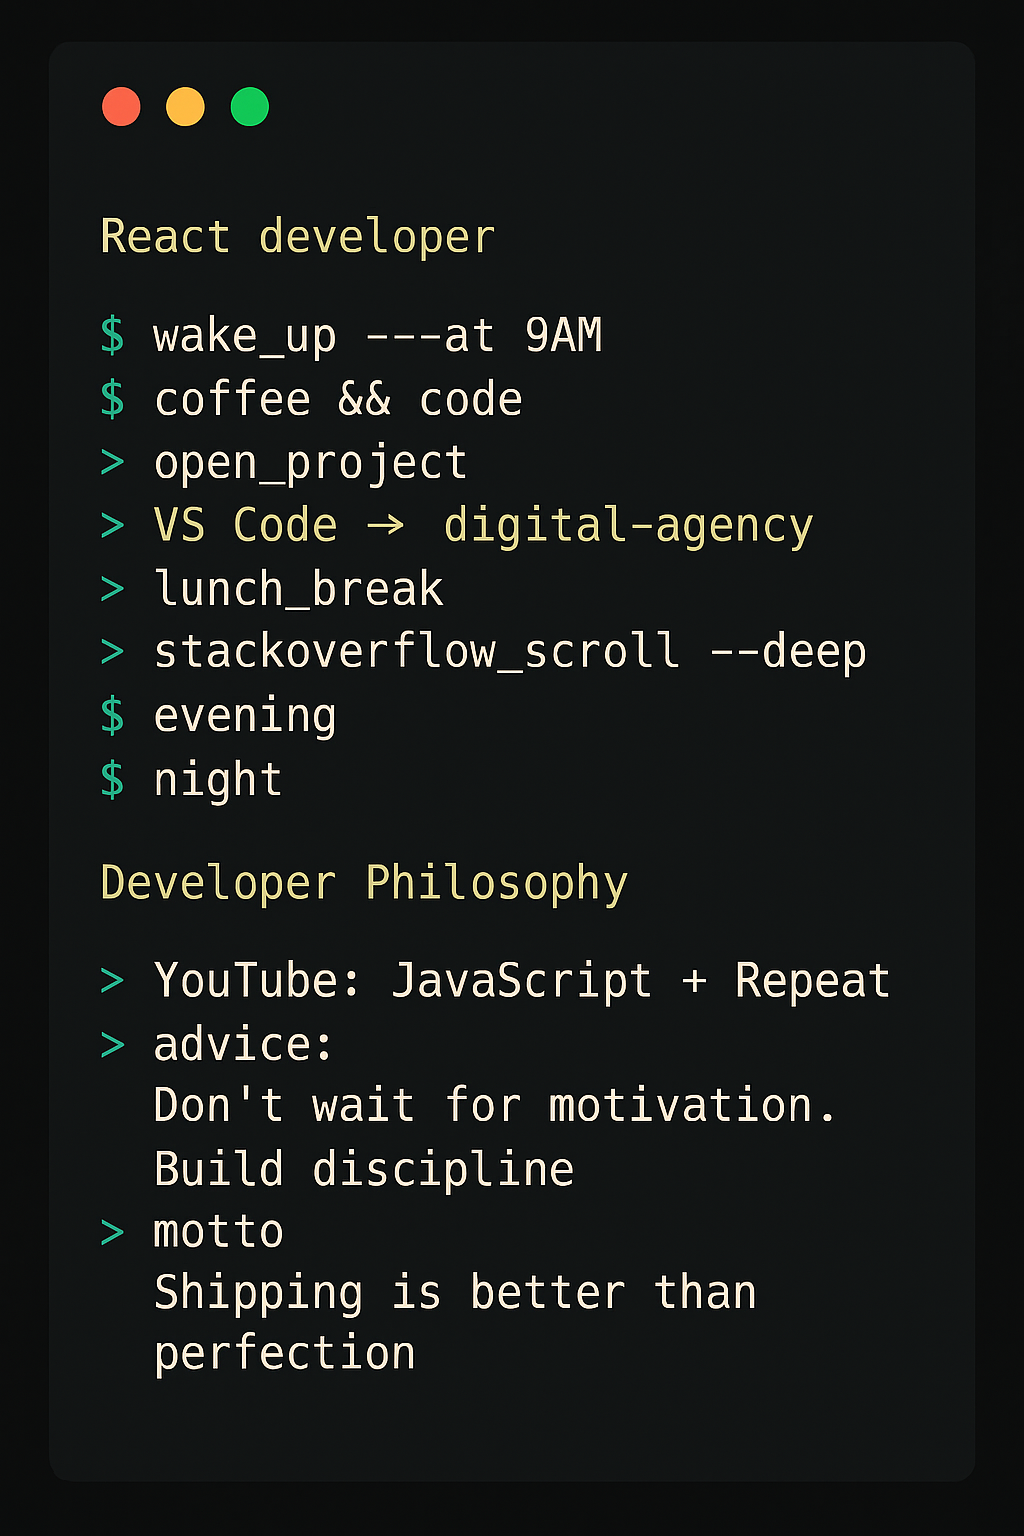 React developer
$ wake_up ---at 9AM
$ coffee && code
> open_project
> VS Code → digital-agency
> lunch_break
> stackoverflow_scroll --deep
$ evening
$ night
Developer Philosophy
> YouTube: JavaScript + Repeat
> advice:
Don't wait for motivation.
Build discipline
> motto
Shipping is better than
perfection